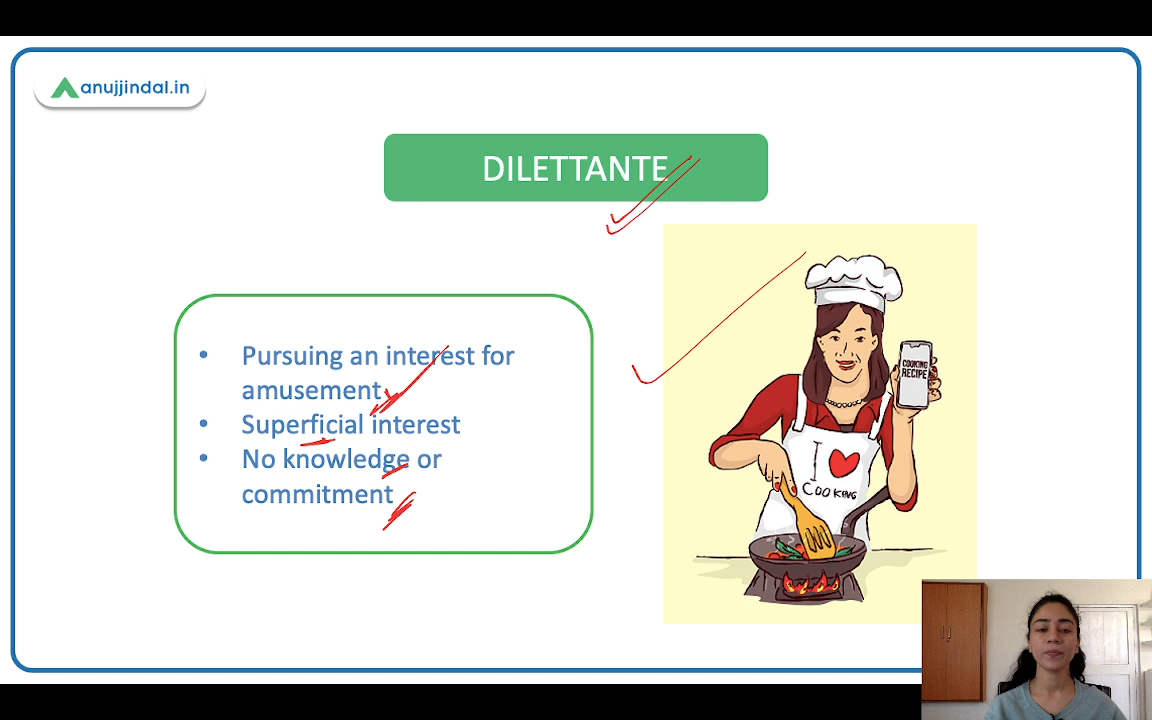 anujjindal.in
DILETTANTE
• Pursuing an interest for
amusement
• Superficial interest
• No knowledge or
commitment
COOKING
RECIPE
I
COOKING